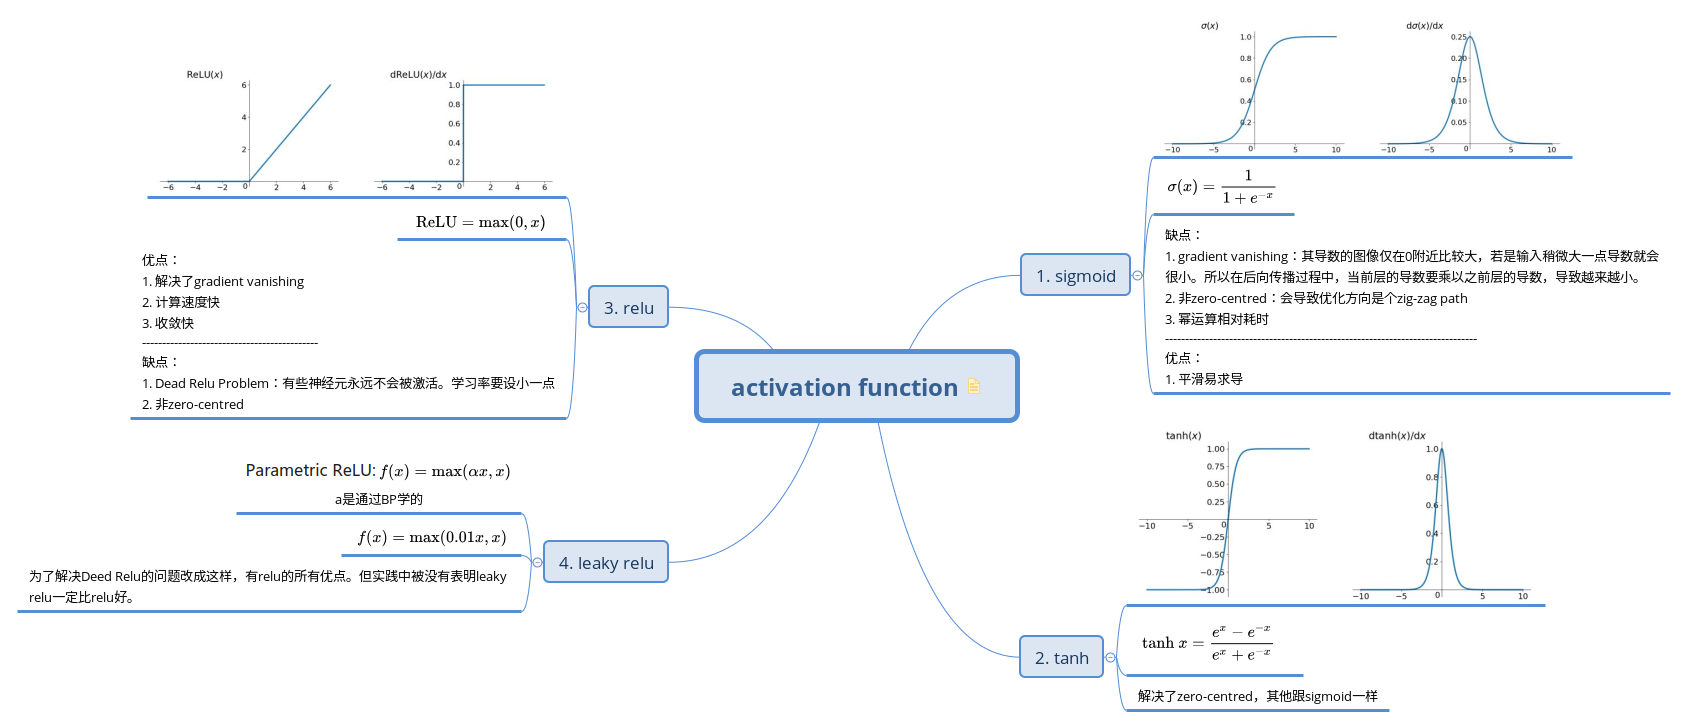 activation function
1. sigmoid
σ(x)
1.0
0.8
0.6
0.4
0.2
−10 −5 0 5 10
dσ(x)/dx
0.25
0.20
0.15
0.10
0.05
−10 −5 0 5 10
σ(x) = 1 / (1 + e^{−x})
缺点：
1. gradient vanishing：其导数的图像仅在0附近比较大，若是输入稍微大一点导数就会
很小。所以在后向传播过程中，当前层的导数要乘以之前层的导数，导致越来越小。
2. 非zero-centred：会导致优化方向是个zig-zag path
3. 幂运算相对耗时
------------------------------------------------------------------------------
优点：
1. 平滑易求导
2. tanh
tanh(x)
1.00
0.75
0.50
0.25
−10 −5 0 5 10
−0.25
−0.50
−0.75
−1.00
dtanh(x)/dx
1.0
0.8
0.6
0.4
0.2
−10 −5 0 5 10
tanh x = (e^x − e^{−x}) / (e^x + e^{−x})
解决了zero-centred，其他跟sigmoid一样
3. relu
ReLU(x)
6
4
2
−6 −4 −2 0 2 4 6
dReLU(x)/dx
1.0
0.8
0.6
0.4
0.2
−6 −4 −2 0 2 4 6
ReLU = max(0, x)
优点：
1. 解决了gradient vanishing
2. 计算速度快
3. 收敛快
--------------------------------------------
缺点：
1. Dead Relu Problem：有些神经元永远不会被激活。学习率要设小一点
2. 非zero-centred
4. leaky relu
Parametric ReLU: f(x) = max(αx, x)
a是通过BP学的
f(x) = max(0.01x, x)
为了解决Deed Relu的问题改成这样，有relu的所有优点。但实践中被没有表明leaky
relu一定比relu好。